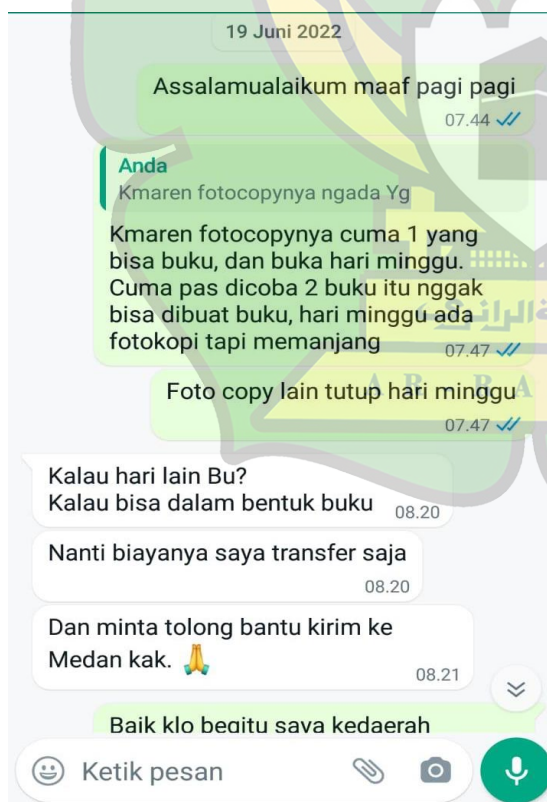 19 Juni 2022
Assalamualaikum maaf pagi pagi
07.44
Anda
Kmaren fotocopynya ngada Yg
Kmaren fotocopynya cuma 1 yang
bisa buku, dan buka hari minggu.
Cuma pas dicoba 2 buku itu nggak
bisa dibuat buku, hari minggu ada
fotokopi tapi memanjang
07.47
Foto copy lain tutup hari minggu
07.47
Kalau hari lain Bu?
Kalau bisa dalam bentuk buku
08.20
Nanti biayanya saya transfer saja
08.20
Dan minta tolong bantu kirim ke
Medan kak. 🙏
08.21
Baik klo begitu saya kedaerah
Ketik pesan